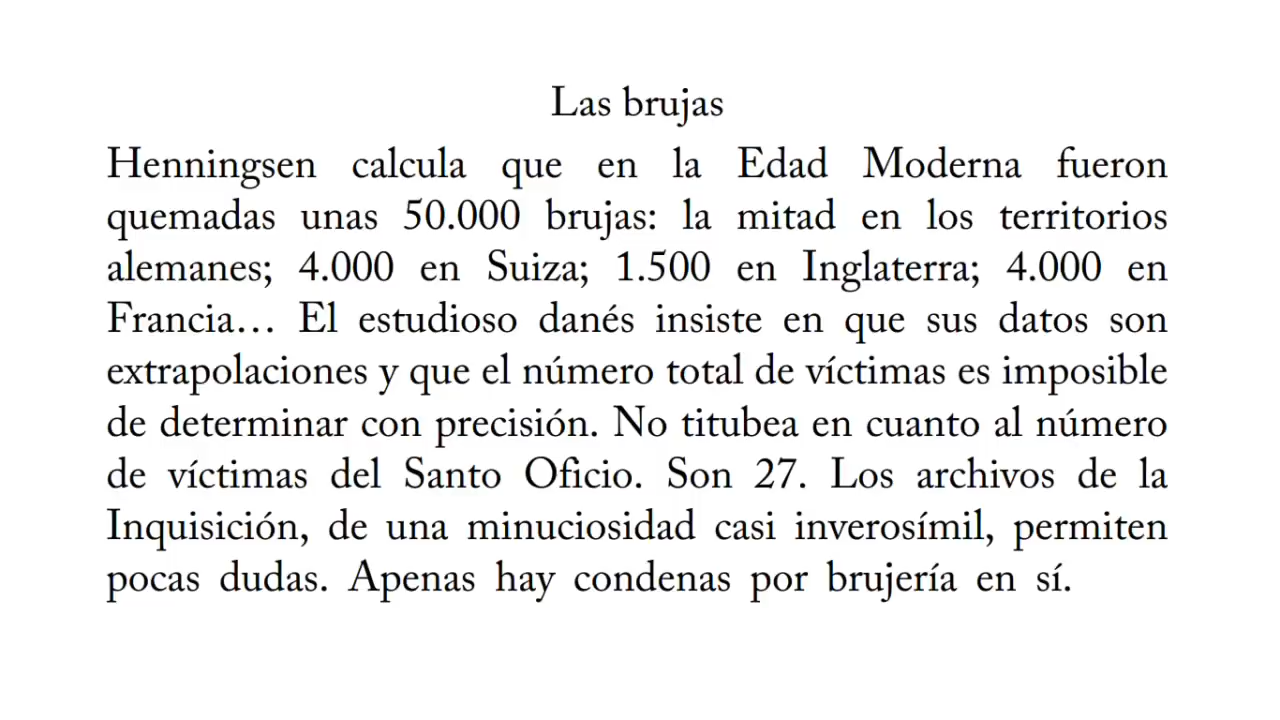 Las brujas
Henningsen calcula que en la Edad Moderna fueron
quemadas unas 50.000 brujas: la mitad en los territorios
alemanes; 4.000 en Suiza; 1.500 en Inglaterra; 4.000 en
Francia… El estudioso danés insiste en que sus datos son
extrapolaciones y que el número total de víctimas es imposible
de determinar con precisión. No titubea en cuanto al número
de víctimas del Santo Oficio. Son 27. Los archivos de la
Inquisición, de una minuciosidad casi inverosímil, permiten
pocas dudas. Apenas hay condenas por brujería en sí.